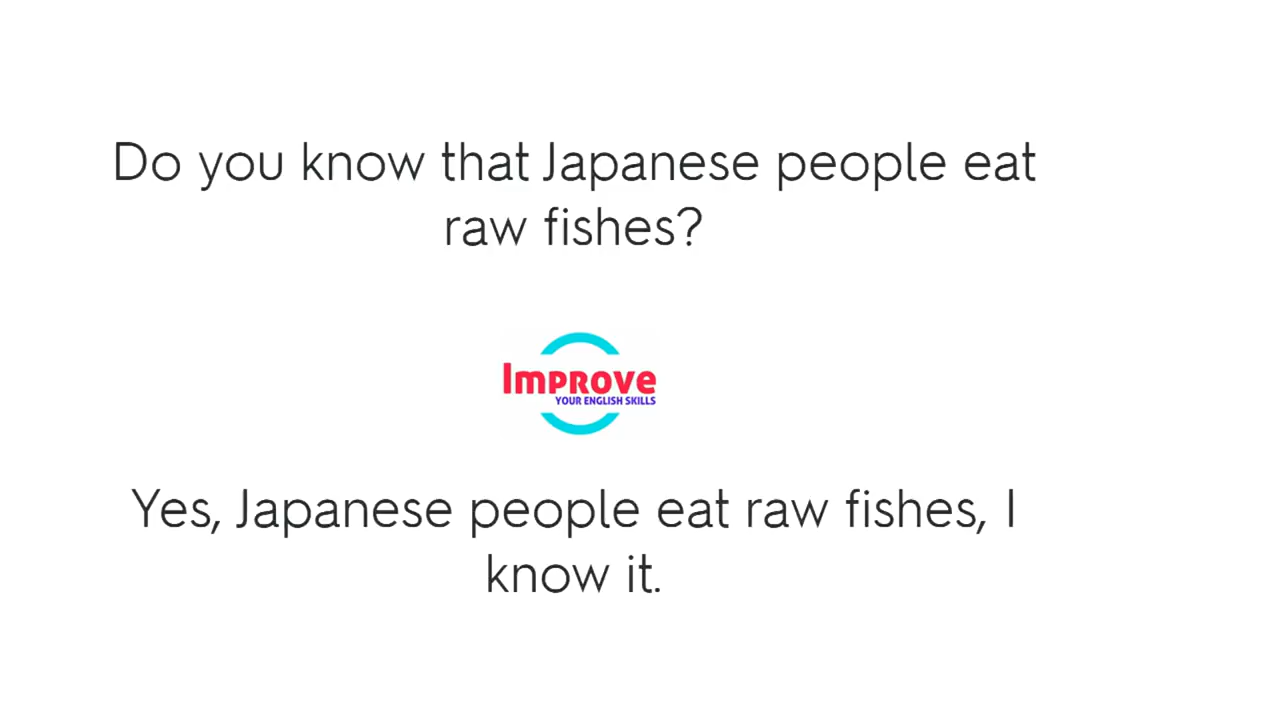 Do you know that Japanese people eat
raw fishes?
Improve
YOUR ENGLISH SKILLS
Yes, Japanese people eat raw fishes, I
know it.